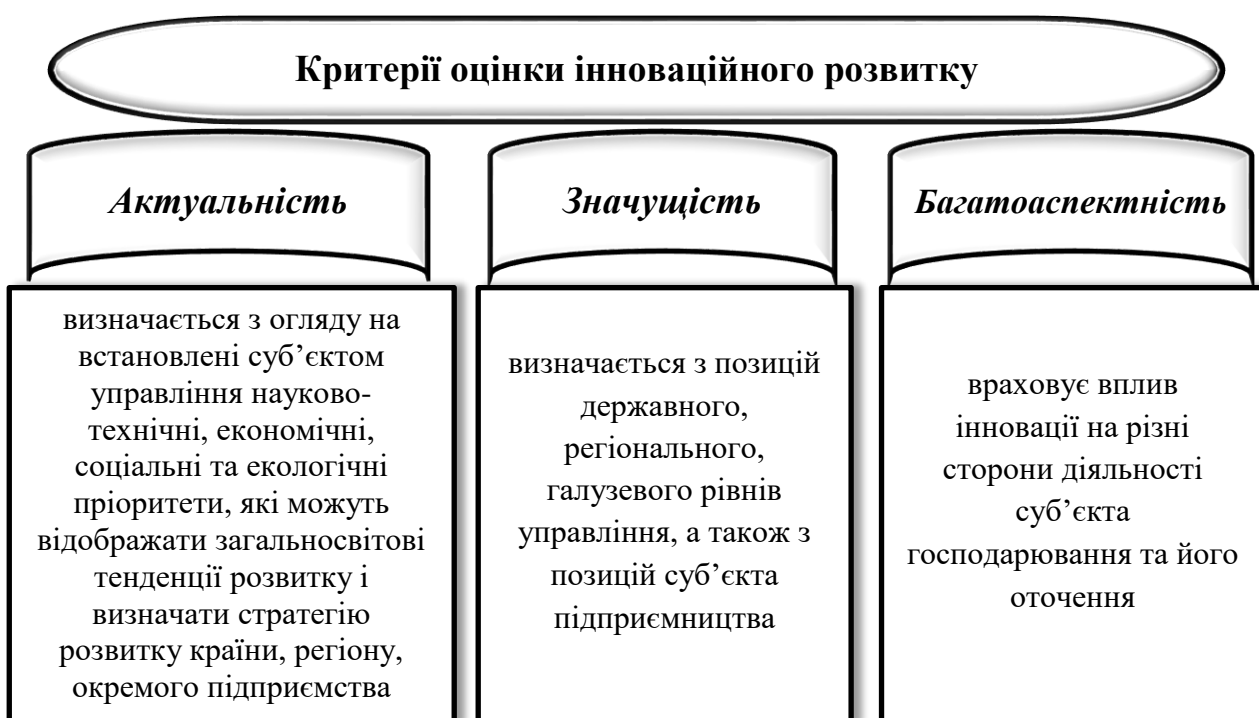 Критерії оцінки інноваційного розвитку
Актуальність
визначається з огляду на
встановлені суб’єктом
управління науково-
технічні, економічні,
соціальні та екологічні
пріоритети, які можуть
відображати загальносвітові
тенденції розвитку і
визначати стратегію
розвитку країни, регіону,
окремого підприємства
Значущість
визначається з позицій
державного,
регіонального,
галузевого рівнів
управління, а також з
позицій суб’єкта
підприємництва
Багатоаспектність
враховує вплив
інновації на різні
сторони діяльності
суб’єкта
господарювання та його
оточення